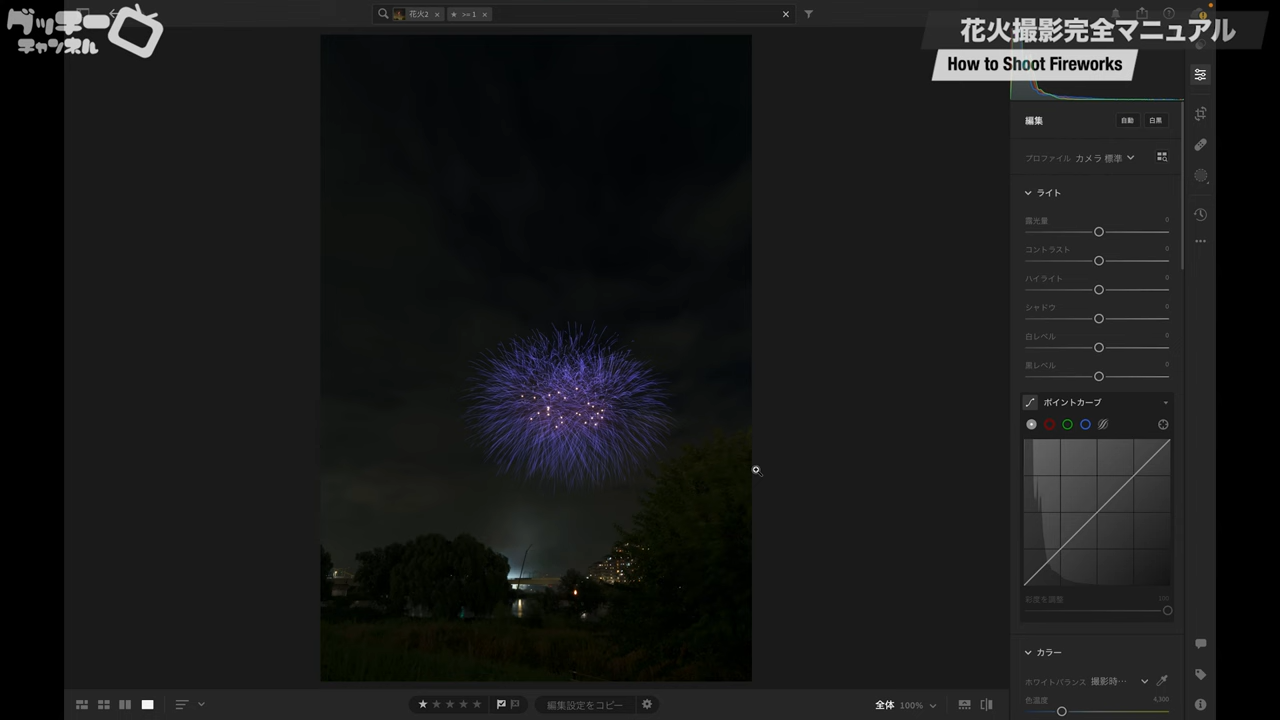 グッチー
チャンネル
花火2
★ >= 1
花火撮影完全マニュアル
How to Shoot Fireworks
編集
自動
白黒
プロファイル カメラ 標準
ライト
露光量 0
コントラスト 0
ハイライト 0
シャドウ 0
白レベル 0
黒レベル 0
ポイントカーブ
彩度を調整
カラー
ホワイトバランス 撮影時…
色温度 4,300
編集設定をコピー
全体 100%